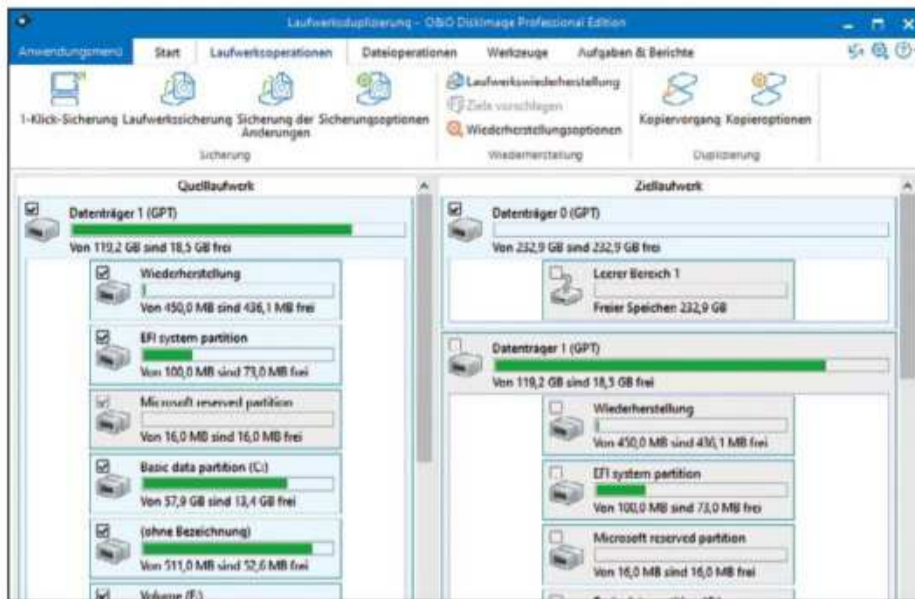 Laufwerksduplizierung - O&O DiskImage Professional Edition
Anwendungsmenü Start Laufwerksoperationen Dateioperationen Werkzeuge Aufgaben & Berichte
1-Klick-Sicherung Laufwerkssicherung Sicherung der Änderungen Sicherungsoptionen
Sicherung
Laufwerkswiederherstellung
Ziele vorschlagen
Wiederherstellungsoptionen
Wiederherstellung
Kopiervorgang Kopieroptionen
Duplizierung
Quelllaufwerk
Datenträger 1 (GPT)
Von 119,2 GB sind 18,5 GB frei
Wiederherstellung
Von 450,0 MB sind 436,1 MB frei
EFI system partition
Von 100,0 MB sind 73,0 MB frei
Microsoft reserved partition
Von 16,0 MB sind 16,0 MB frei
Basic data partition (C:)
Von 57,9 GB sind 13,4 GB frei
(ohne Bezeichnung)
Von 511,0 MB sind 52,6 MB frei
Volume (F:)
Ziellaufwerk
Datenträger 0 (GPT)
Von 232,9 GB sind 232,9 GB frei
Leerer Bereich 1
Freier Speicher: 232,9 GB
Datenträger 1 (GPT)
Von 119,2 GB sind 18,5 GB frei
Wiederherstellung
Von 450,0 MB sind 436,1 MB frei
EFI system partition
Von 100,0 MB sind 73,0 MB frei
Microsoft reserved partition
Von 16,0 MB sind 16,0 MB frei